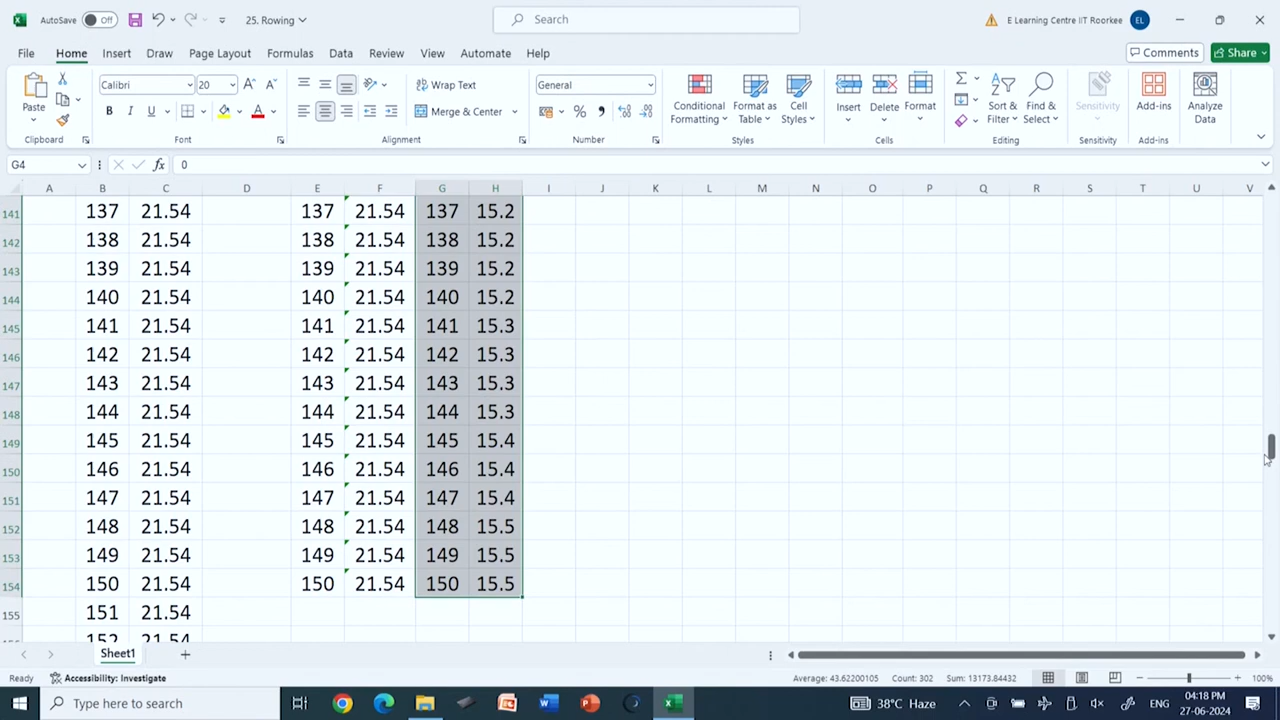 AutoSave Off 25. Rowing Search E Learning Centre IIT Roorkee EL
File Home Insert Draw Page Layout Formulas Data Review View Automate Help Comments Share
Paste Calibri 20 Wrap Text General Conditional Formatting Format as Table Cell Styles Insert Delete Format Sort & Filter Find & Select Sensitivity Add-ins Analyze Data
B I U Merge & Center
Clipboard Font Alignment Number Styles Cells Editing Sensitivity Add-ins
G4 fx 0
A B C D E F G H I J K L M N O P Q R S T U V
141 137 21.54 137 21.54 137 15.2
142 138 21.54 138 21.54 138 15.2
143 139 21.54 139 21.54 139 15.2
144 140 21.54 140 21.54 140 15.2
145 141 21.54 141 21.54 141 15.3
146 142 21.54 142 21.54 142 15.3
147 143 21.54 143 21.54 143 15.3
148 144 21.54 144 21.54 144 15.3
149 145 21.54 145 21.54 145 15.4
150 146 21.54 146 21.54 146 15.4
151 147 21.54 147 21.54 147 15.4
152 148 21.54 148 21.54 148 15.5
153 149 21.54 149 21.54 149 15.5
154 150 21.54 150 21.54 150 15.5
155 151 21.54
152 21.54
Sheet1
Ready Accessibility: Investigate Average: 43.62200105 Count: 302 Sum: 13173.84432 100%
Type here to search 38°C Haze ENG 04:18 PM
27-06-2024